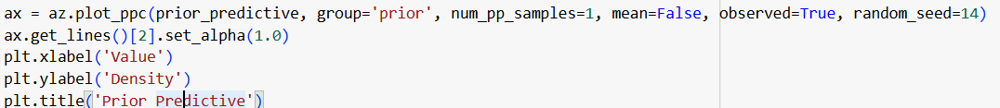 ax = az.plot_ppc(prior_predictive, group='prior', num_pp_samples=1, mean=False, observed=True, random_seed=14)
ax.get_lines()[2].set_alpha(1.0)
plt.xlabel('Value')
plt.ylabel('Density')
plt.title('Prior Predictive')